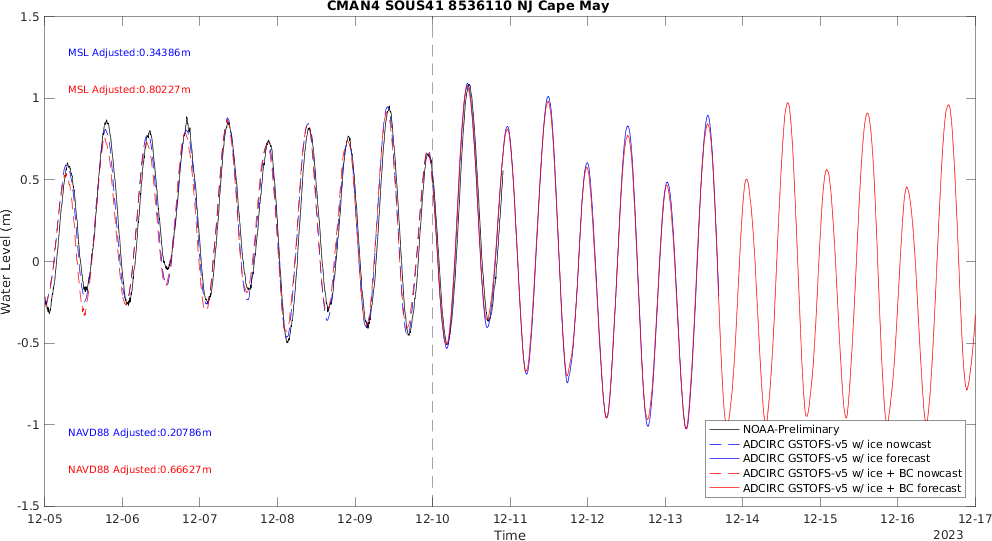 CMAN4 SOUS41 8536110 NJ Cape May
1.5
1
0.5
0
-0.5
-1
-1.5
Water Level (m)
MSL Adjusted:0.34386m
MSL Adjusted:0.80227m
NAVD88 Adjusted:0.20786m
NAVD88 Adjusted:0.66627m
NOAA-Preliminary
ADCIRC GSTOFS-v5 w/ ice nowcast
ADCIRC GSTOFS-v5 w/ ice forecast
ADCIRC GSTOFS-v5 w/ ice + BC nowcast
ADCIRC GSTOFS-v5 w/ ice + BC forecast
12-05 12-06 12-07 12-08 12-09 12-10 12-11 12-12 12-13 12-14 12-15 12-16 12-17
Time
2023